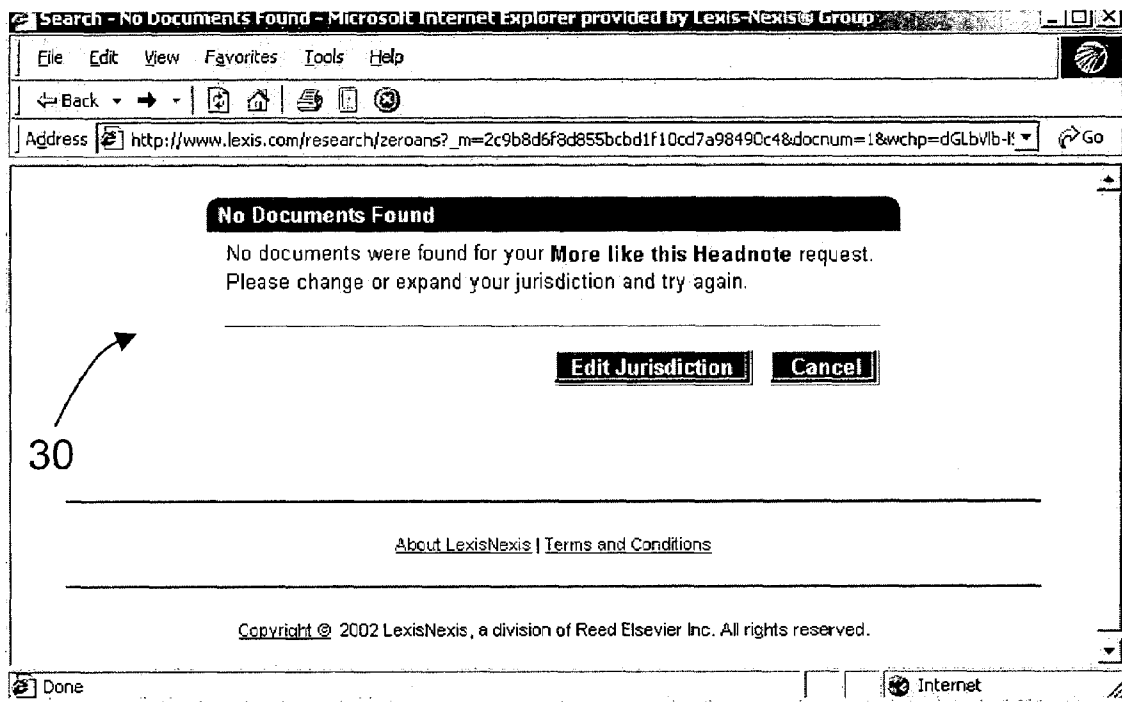 Search - No Documents Found - Microsoft Internet Explorer provided by Lexis-Nexis® Group
File Edit View Favorites Tools Help
Back
Address http://www.lexis.com/research/zeroans?_m=2c9b8d6f8d855bcbd1f10cd7a98490c4&docnum=1&wchp=dGLbVlb- Go
No Documents Found
No documents were found for your More like this Headnote request.
Please change or expand your jurisdiction and try again.
Edit Jurisdiction Cancel
30
About LexisNexis | Terms and Conditions
Copyright © 2002 LexisNexis, a division of Reed Elsevier Inc. All rights reserved.
Done Internet